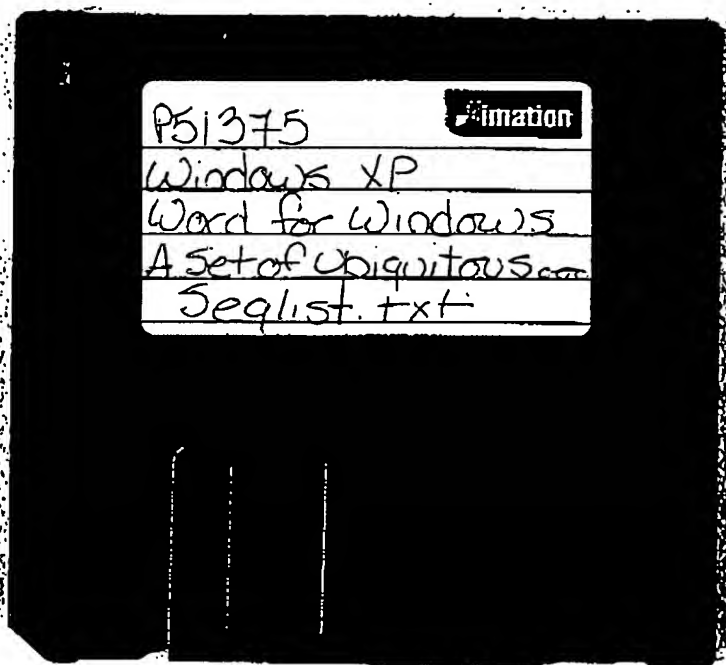 P51375
imation
Windows XP
Word for Windows
A Set of Ubiquitous...
Seqlist.txt